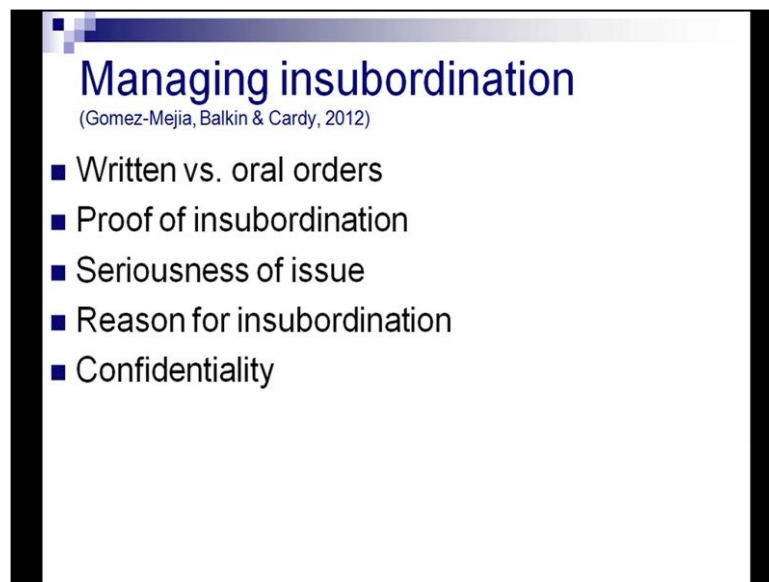 Managing insubordination
(Gomez-Mejia, Balkin & Cardy, 2012)
Written vs. oral orders
Proof of insubordination
Seriousness of issue
Reason for insubordination
Confidentiality